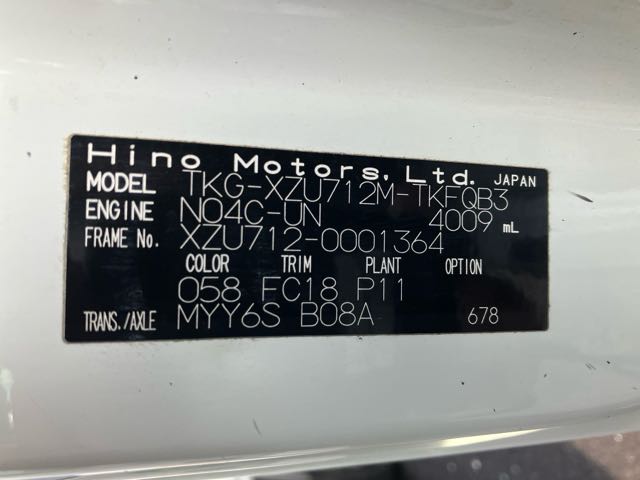 Hino Motors, Ltd. JAPAN
MODEL TKG-XZU712M-TKFQB3
ENGINE N04C-UN 4009 mL
FRAME No. XZU712-0001364
COLOR TRIM PLANT OPTION
058 FC18 P11
TRANS./AXLE MYY6S B08A 678